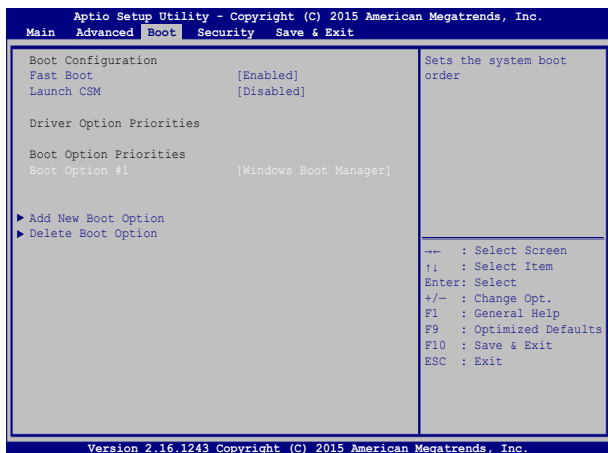 Aptio Setup Utility - Copyright (C) 2015 American Megatrends, Inc.
Main Advanced Boot Security Save & Exit
Boot Configuration
Fast Boot [Enabled]
Launch CSM [Disabled]
Driver Option Priorities
Boot Option Priorities
Boot Option #1 [Windows Boot Manager]
▶ Add New Boot Option
▶ Delete Boot Option
Sets the system boot
order
→← : Select Screen
↑↓ : Select Item
Enter: Select
+/— : Change Opt.
F1 : General Help
F9 : Optimized Defaults
F10 : Save & Exit
ESC : Exit
Version 2.16.1243 Copyright (C) 2015 American Megatrends, Inc.